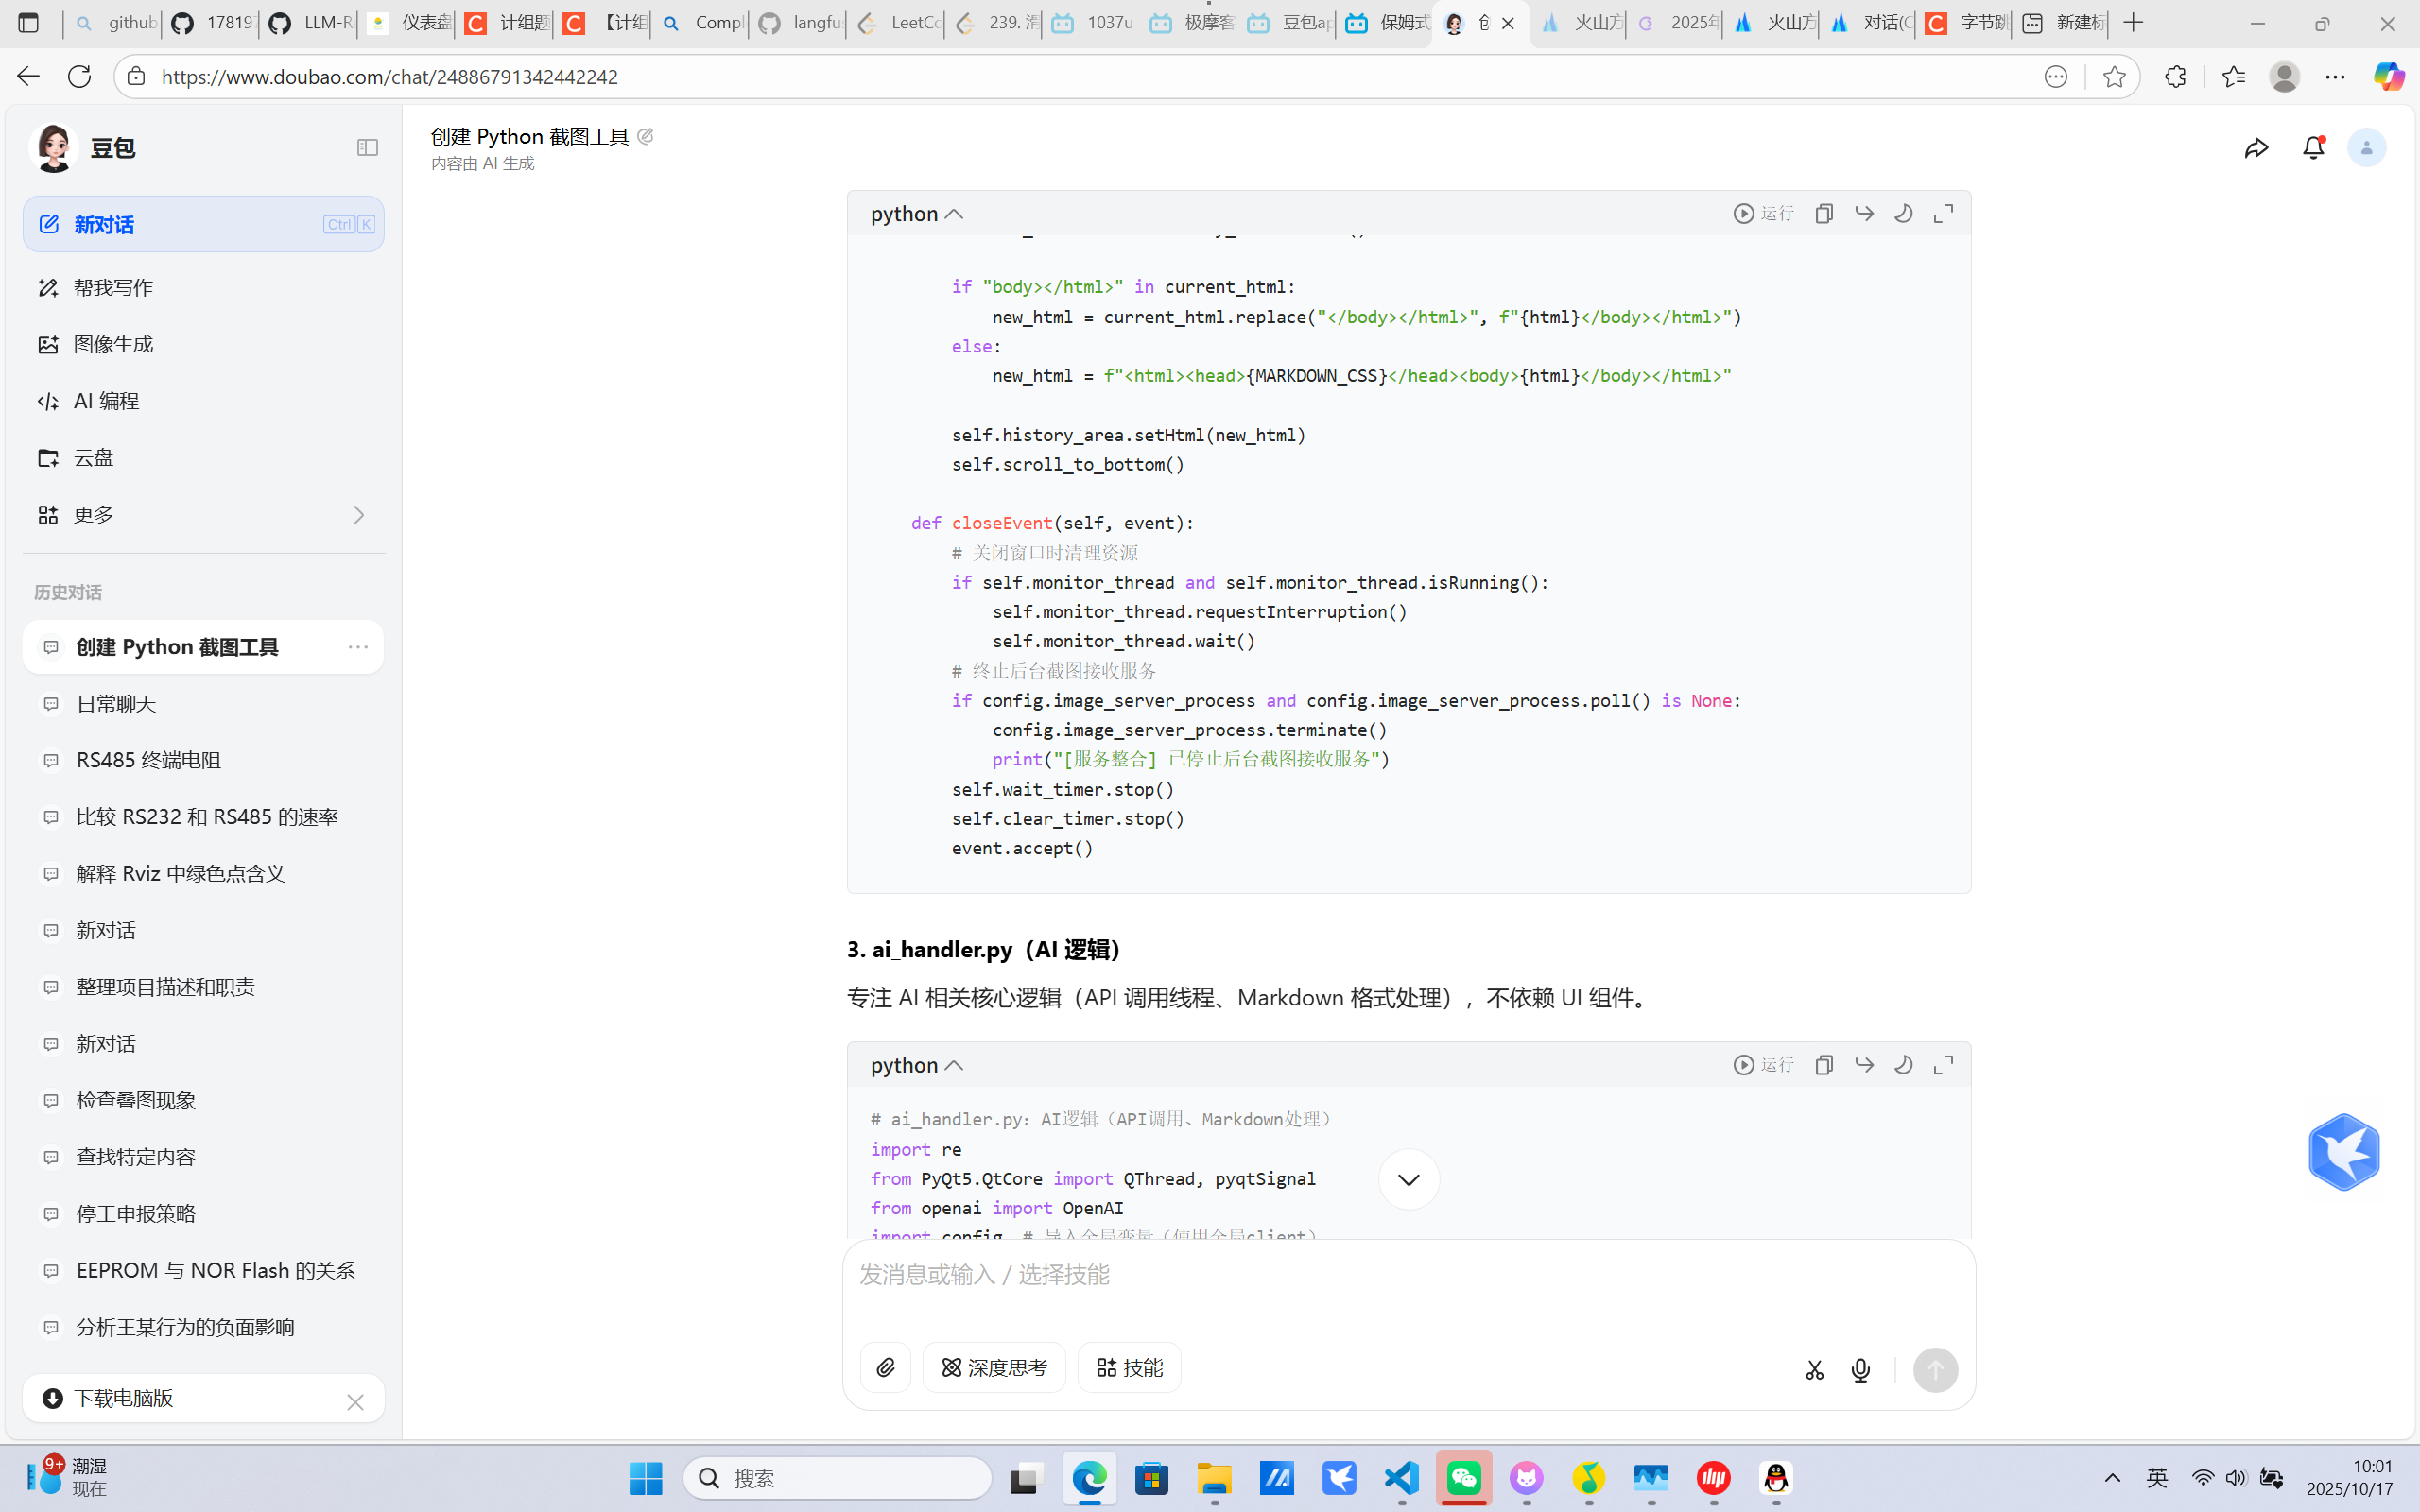 github
17819
LLM-R
仪表盘
计组题
【计组
Compl
langfu
LeetCo
239. 滑
1037u
极摩客
豆包ap
保姆式
火山方
2025年
火山方
对话(C
字节跳
新建标
https://www.doubao.com/chat/24886791342442242
豆包
创建 Python 截图工具
内容由 AI 生成
新对话
Ctrl K
帮我写作
图像生成
AI 编程
云盘
更多
历史对话
创建 Python 截图工具
日常聊天
RS485 终端电阻
比较 RS232 和 RS485 的速率
解释 Rviz 中绿色点含义
新对话
整理项目描述和职责
新对话
检查叠图现象
查找特定内容
停工申报策略
EEPROM 与 NOR Flash 的关系
分析王某行为的负面影响
下载电脑版
python
运行
if "body></html>" in current_html:
new_html = current_html.replace("</body></html>", f"{html}</body></html>")
else:
new_html = f"<html><head>{MARKDOWN_CSS}</head><body>{html}</body></html>"
self.history_area.setHtml(new_html)
self.scroll_to_bottom()
def closeEvent(self, event):
# 关闭窗口时清理资源
if self.monitor_thread and self.monitor_thread.isRunning():
self.monitor_thread.requestInterruption()
self.monitor_thread.wait()
# 终止后台截图接收服务
if config.image_server_process and config.image_server_process.poll() is None:
config.image_server_process.terminate()
print("[服务整合] 已停止后台截图接收服务")
self.wait_timer.stop()
self.clear_timer.stop()
event.accept()
3. ai_handler.py（AI 逻辑）
专注 AI 相关核心逻辑（API 调用线程、Markdown 格式处理），不依赖 UI 组件。
python
运行
# ai_handler.py: AI逻辑（API调用、Markdown处理）
import re
from PyQt5.QtCore import QThread, pyqtSignal
from openai import OpenAI
import config  # 导入全局变量（使用全局client）
发消息或输入 / 选择技能
深度思考
技能
9+
潮湿
现在
搜索
英
10:01
2025/10/17